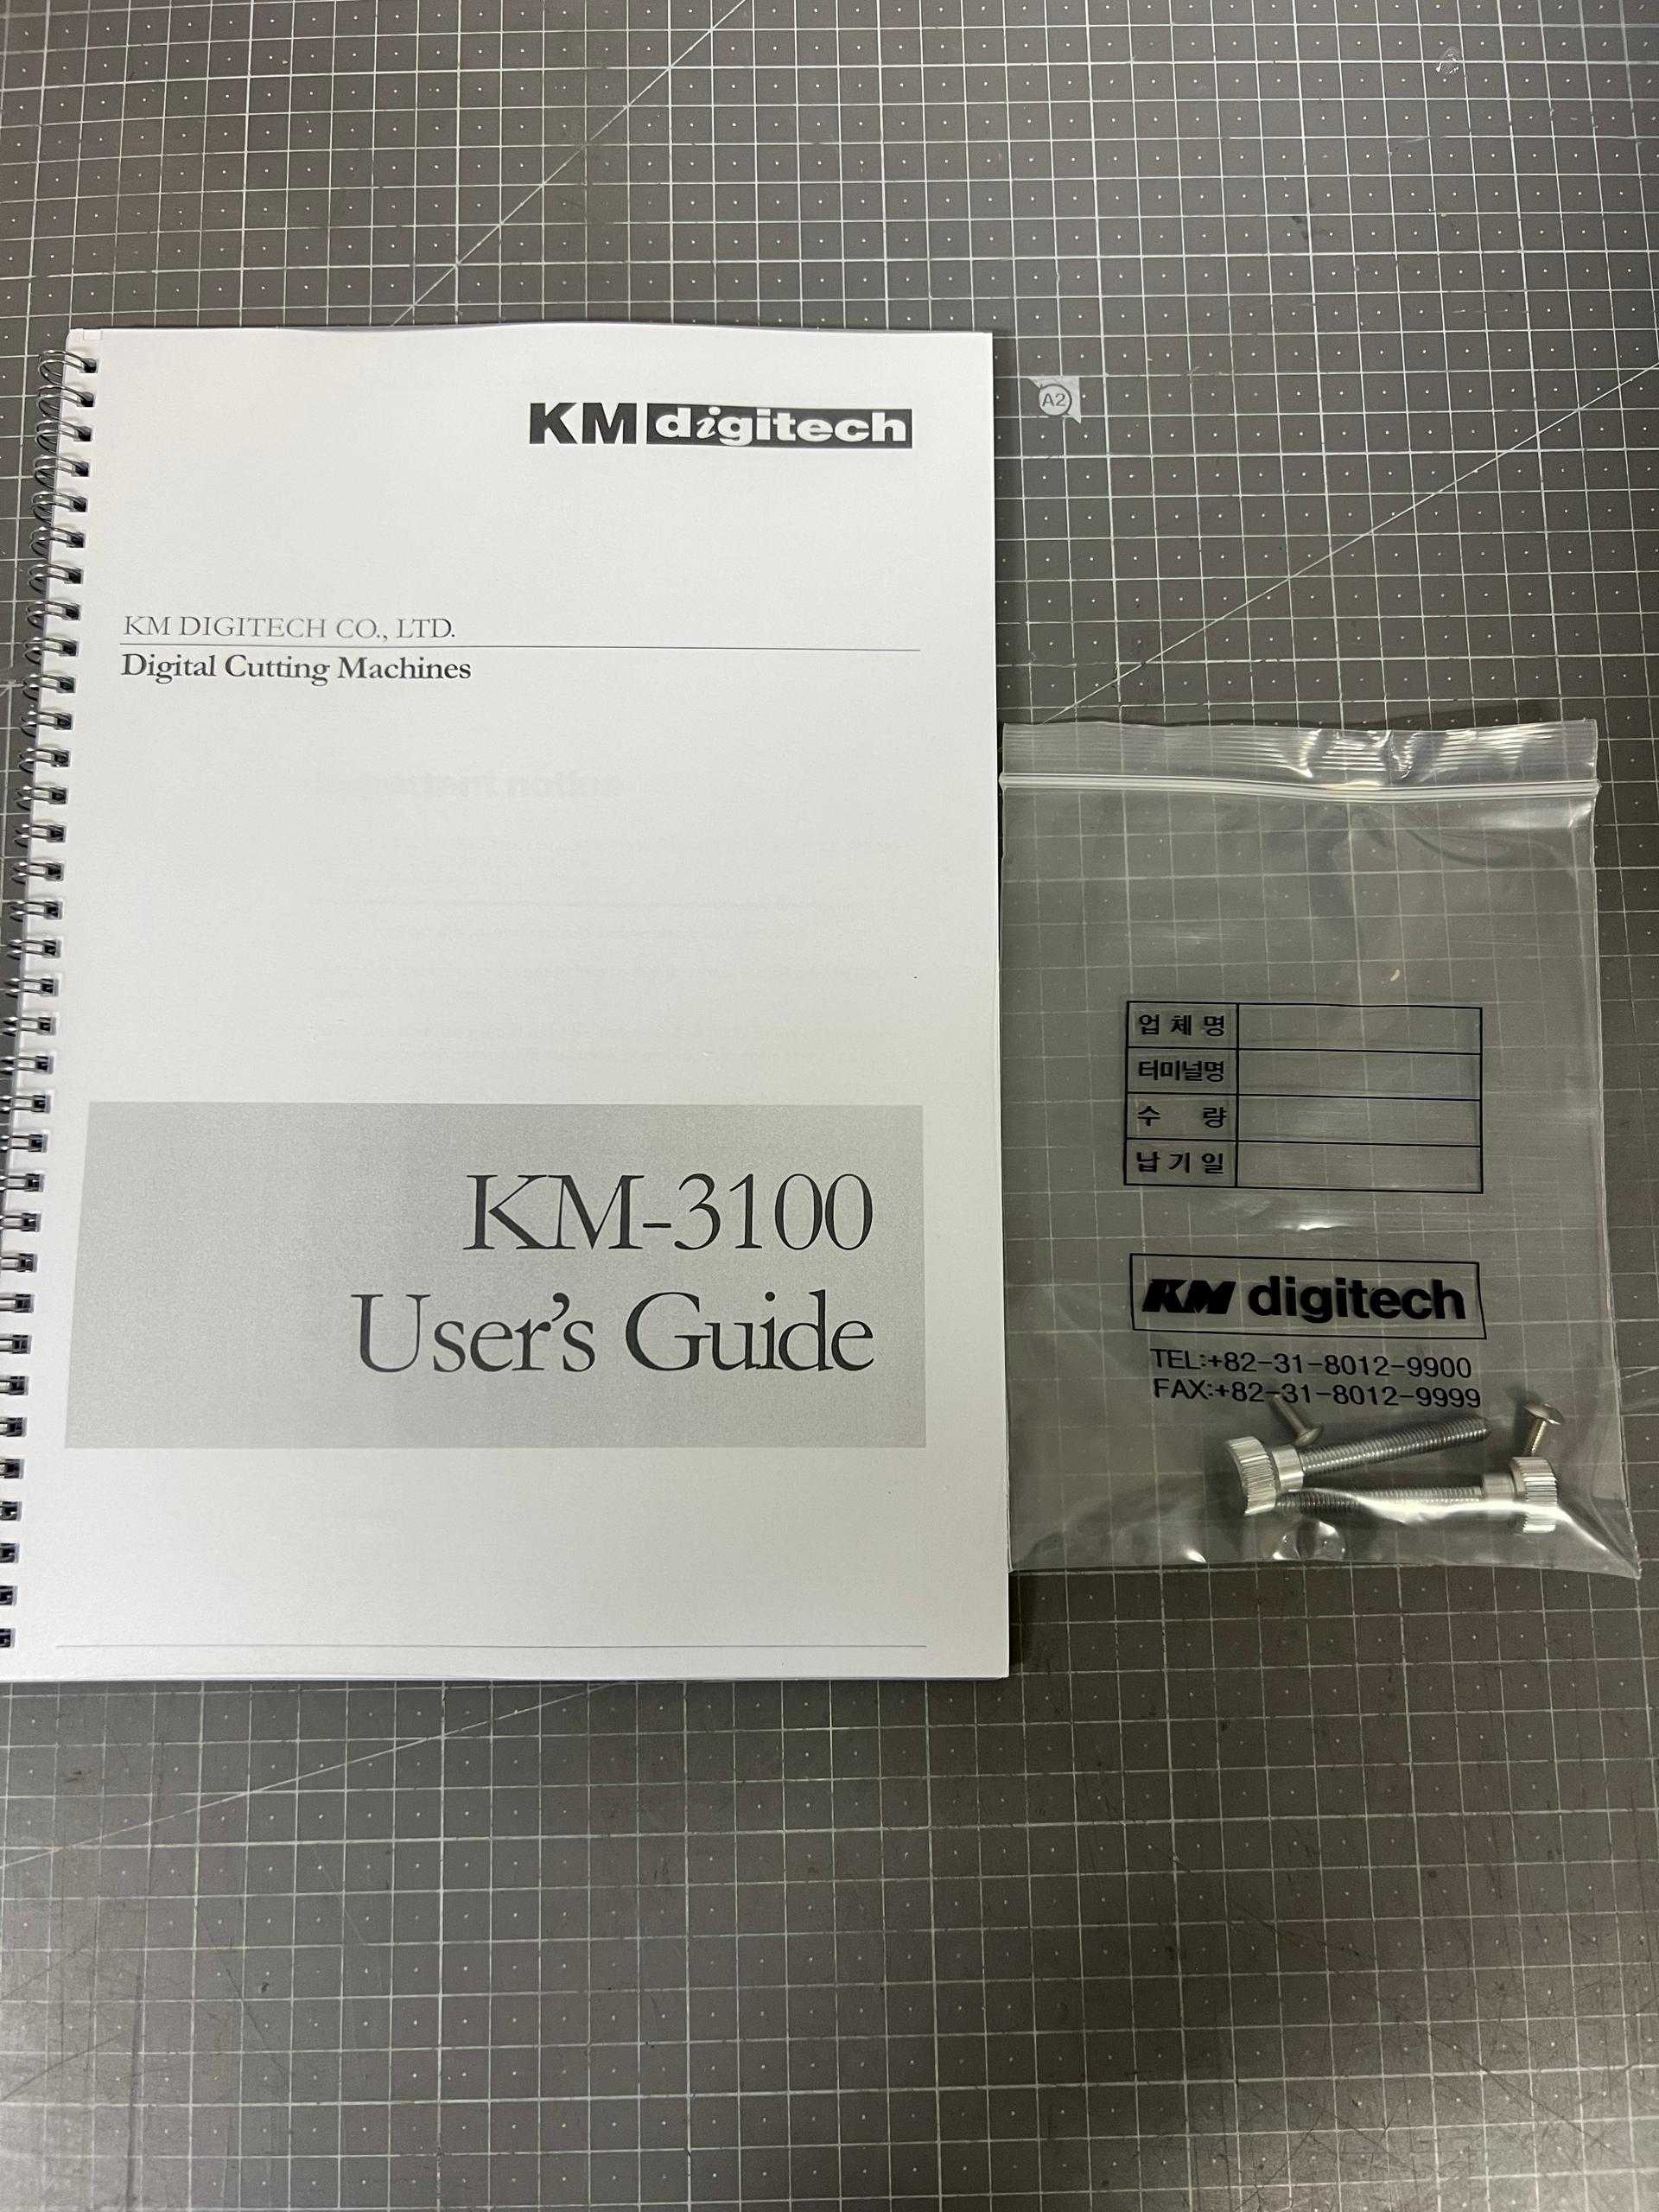 KM digitech
KM DIGITECH CO., LTD.
Digital Cutting Machines
Important notice
KM-3100
User's Guide
A2
업 체 명
터미널명
수 량
납 기 일
KM digitech
TEL:+82-31-8012-9900
FAX:+82-31-8012-9999